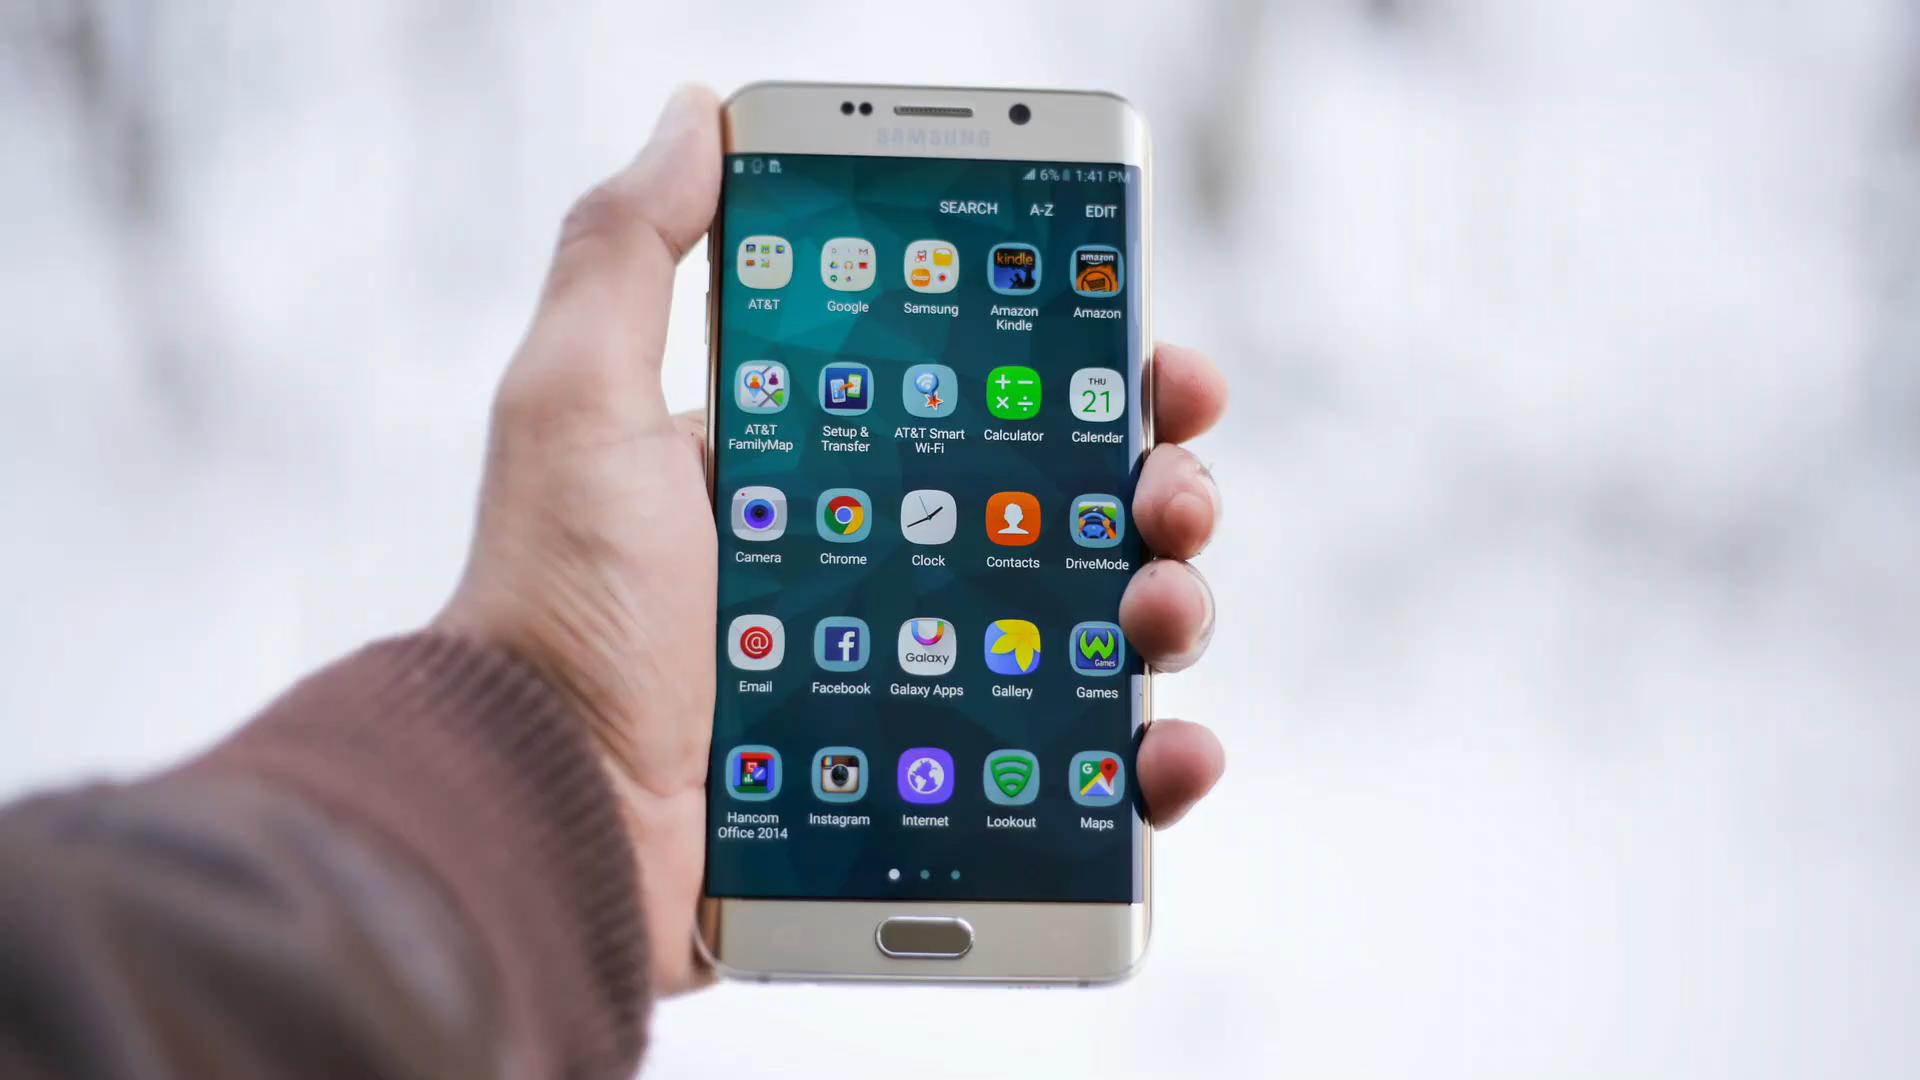 SAMSUNG
6% 1:41 PM
SEARCH A-Z EDIT
kindle
amazon
AT&T Google Samsung Amazon Kindle Amazon
THU
21
AT&T FamilyMap Setup & Transfer AT&T Smart Wi-Fi Calculator Calendar
Camera Chrome Clock Contacts DriveMode
Galaxy
Games
Email Facebook Galaxy Apps Gallery Games
Hancom Office 2014 Instagram Internet Lookout Maps